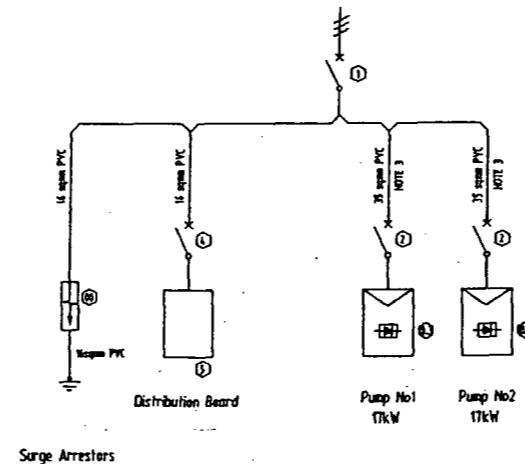 1
16 sqmm PVC
16 sqmm PVC
35 sqmm PVC
NOTE 3
35 sqmm PVC
NOTE 3
4
2
2
16sqmm PVC
5
Distribution Board
Pump No1
17kW
Pump No2
17kW
Surge Arrestors